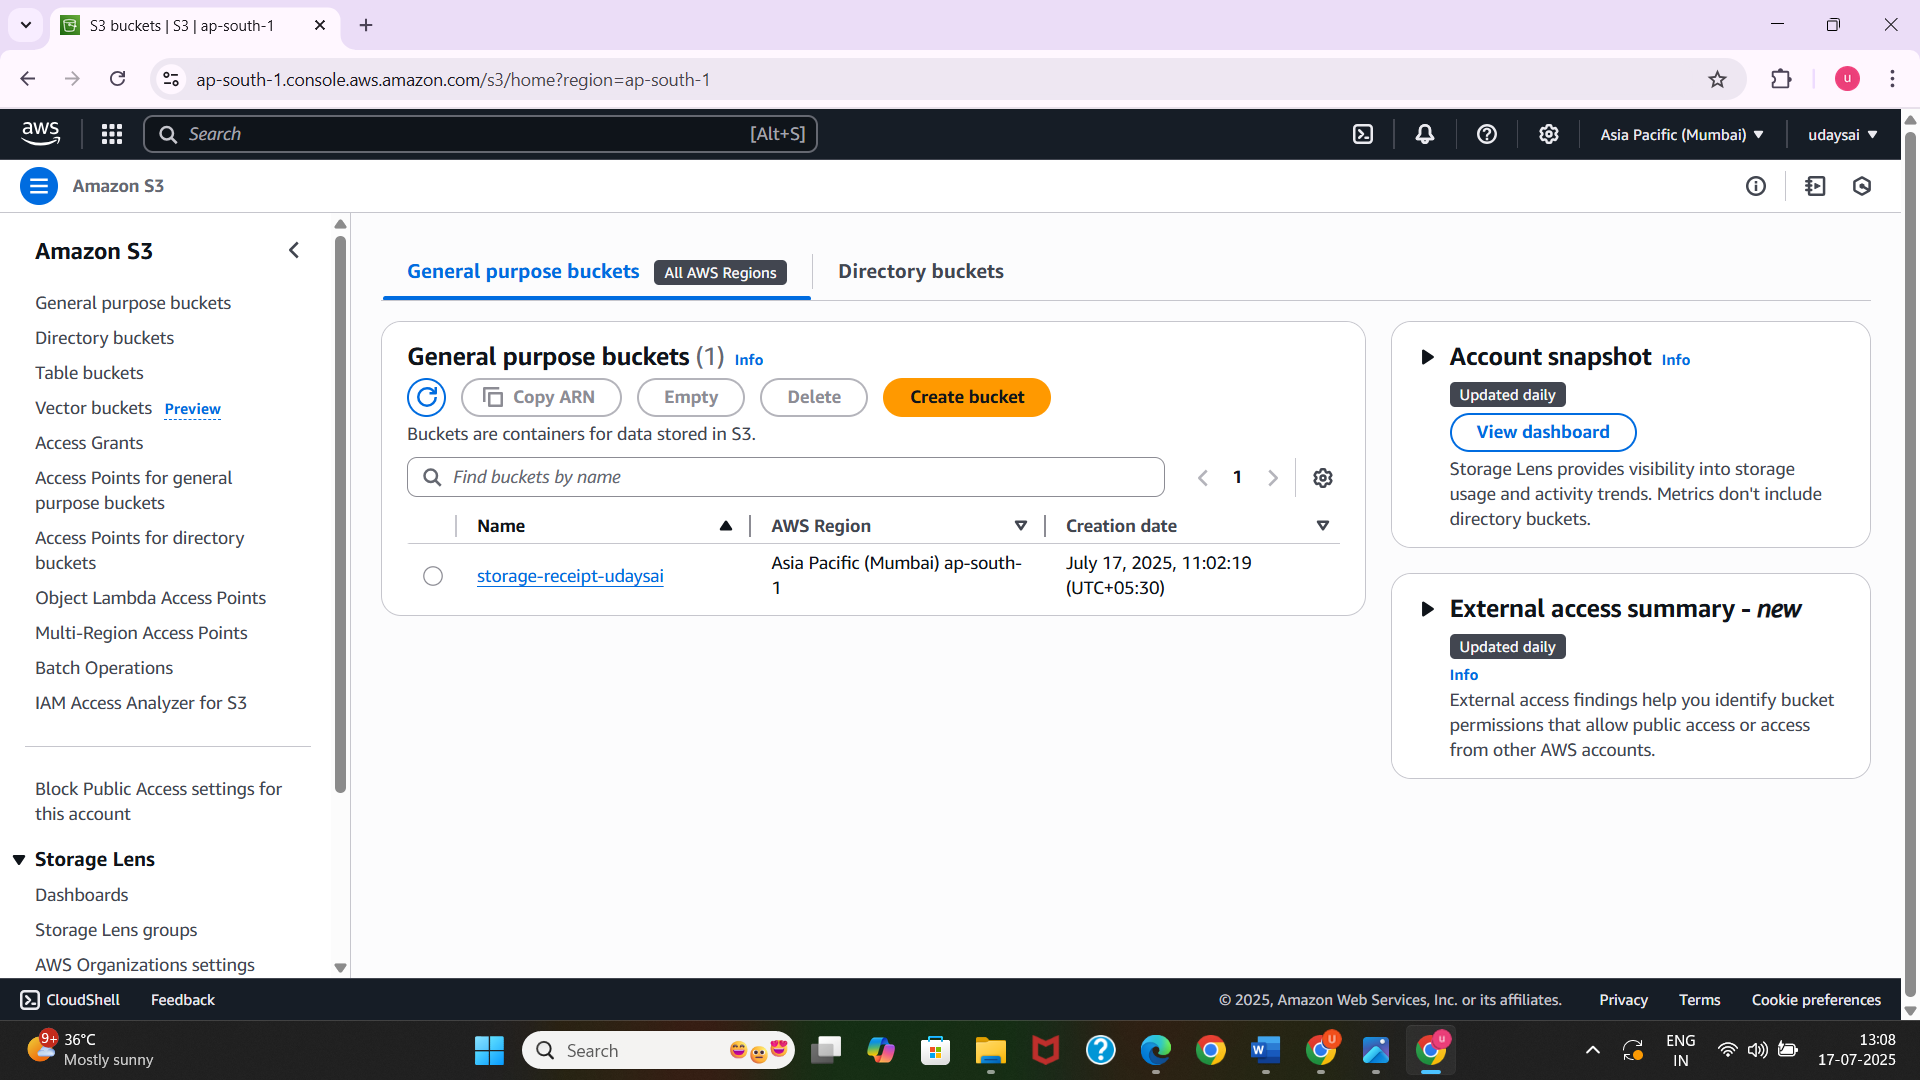 S3 buckets | S3 | ap-south-1
ap-south-1.console.aws.amazon.com/s3/home?region=ap-south-1
u
aws
Search
[Alt+S]
Asia Pacific (Mumbai)
udaysai
Amazon S3
Amazon S3
General purpose buckets
Directory buckets
Table buckets
Vector buckets Preview
Access Grants
Access Points for general
purpose buckets
Access Points for directory
buckets
Object Lambda Access Points
Multi-Region Access Points
Batch Operations
IAM Access Analyzer for S3
Block Public Access settings for
this account
Storage Lens
Dashboards
Storage Lens groups
AWS Organizations settings
General purpose buckets All AWS Regions
Directory buckets
General purpose buckets (1) Info
Copy ARN
Empty
Delete
Create bucket
Buckets are containers for data stored in S3.
Find buckets by name
1
Name
AWS Region
Creation date
storage-receipt-udaysai
Asia Pacific (Mumbai) ap-south-
1
July 17, 2025, 11:02:19
(UTC+05:30)
Account snapshot Info
Updated daily
View dashboard
Storage Lens provides visibility into storage
usage and activity trends. Metrics don't include
directory buckets.
External access summary - new
Updated daily
Info
External access findings help you identify bucket
permissions that allow public access or access
from other AWS accounts.
CloudShell
Feedback
© 2025, Amazon Web Services, Inc. or its affiliates.
Privacy
Terms
Cookie preferences
9+
36°C
Mostly sunny
Search
W
U
u
ENG
IN
13:08
17-07-2025